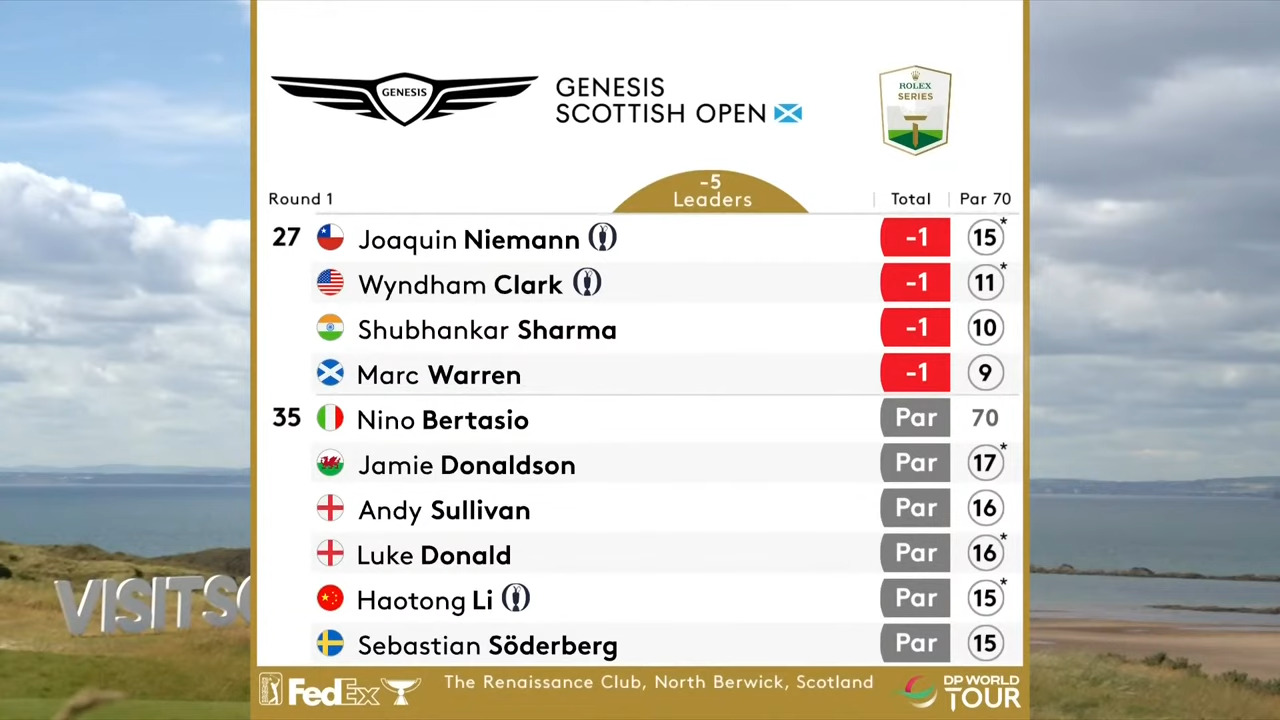 GENESIS
GENESIS
SCOTTISH OPEN
ROLEX
SERIES
-5
Leaders
Round 1 Total Par 70
27 Joaquin Niemann -1 15*
Wyndham Clark -1 11*
Shubhankar Sharma -1 10
Marc Warren -1 9
35 Nino Bertasio Par 70
Jamie Donaldson Par 17*
Andy Sullivan Par 16
Luke Donald Par 16*
Haotong Li Par 15*
Sebastian Söderberg Par 15
VISITSC
FedEx
The Renaissance Club, North Berwick, Scotland
DP WORLD
TOUR